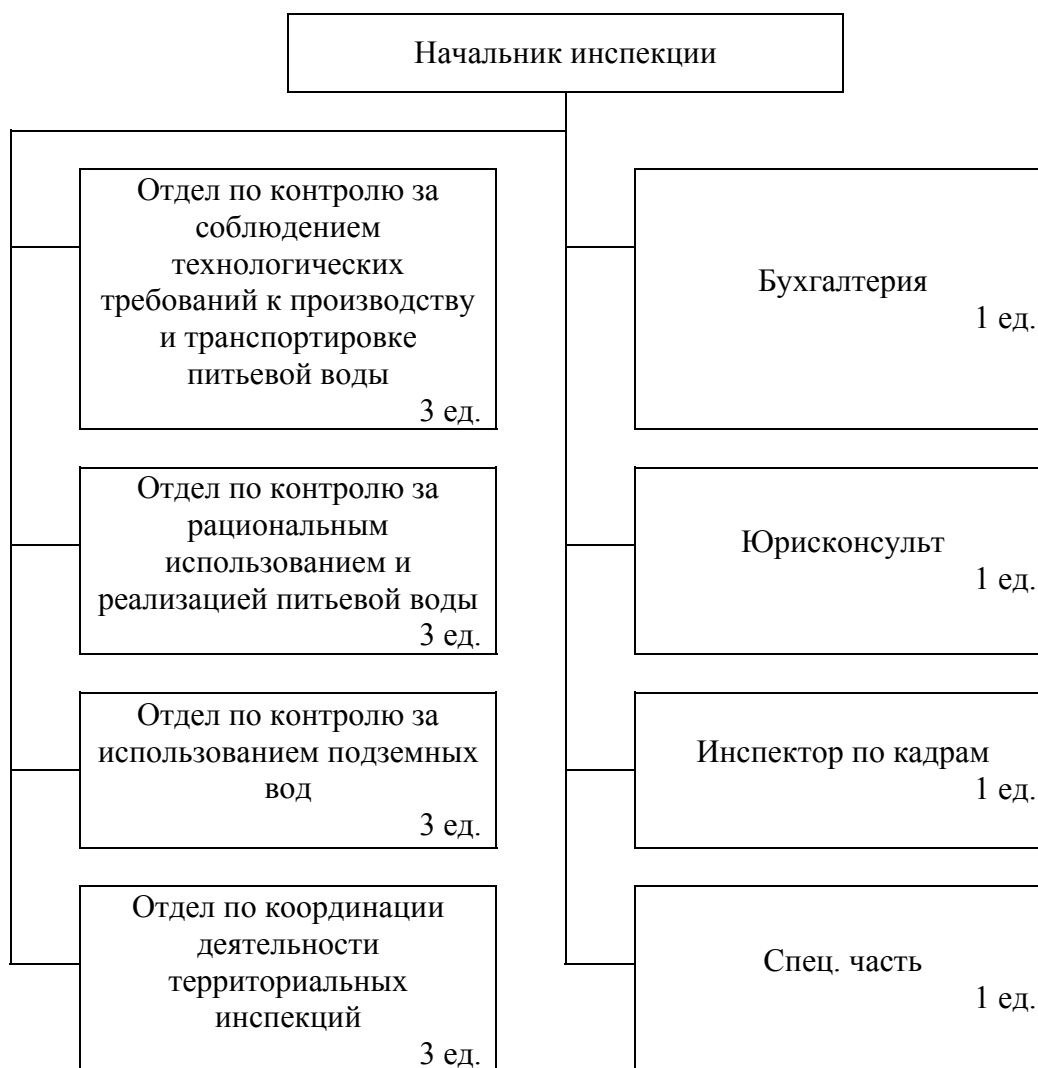 Начальник инспекции
Отдел по контролю за
соблюдением
технологических
требований к производству
и транспортировке
питьевой воды
3 ед.
Бухгалтерия
1 ед.
Отдел по контролю за
рациональным
использованием и
реализацией питьевой воды
3 ед.
Юрисконсульт
1 ед.
Отдел по контролю за
использованием подземных
вод
3 ед.
Инспектор по кадрам
1 ед.
Отдел по координации
деятельности
территориальных
инспекций
3 ед.
Спец. часть
1 ед.